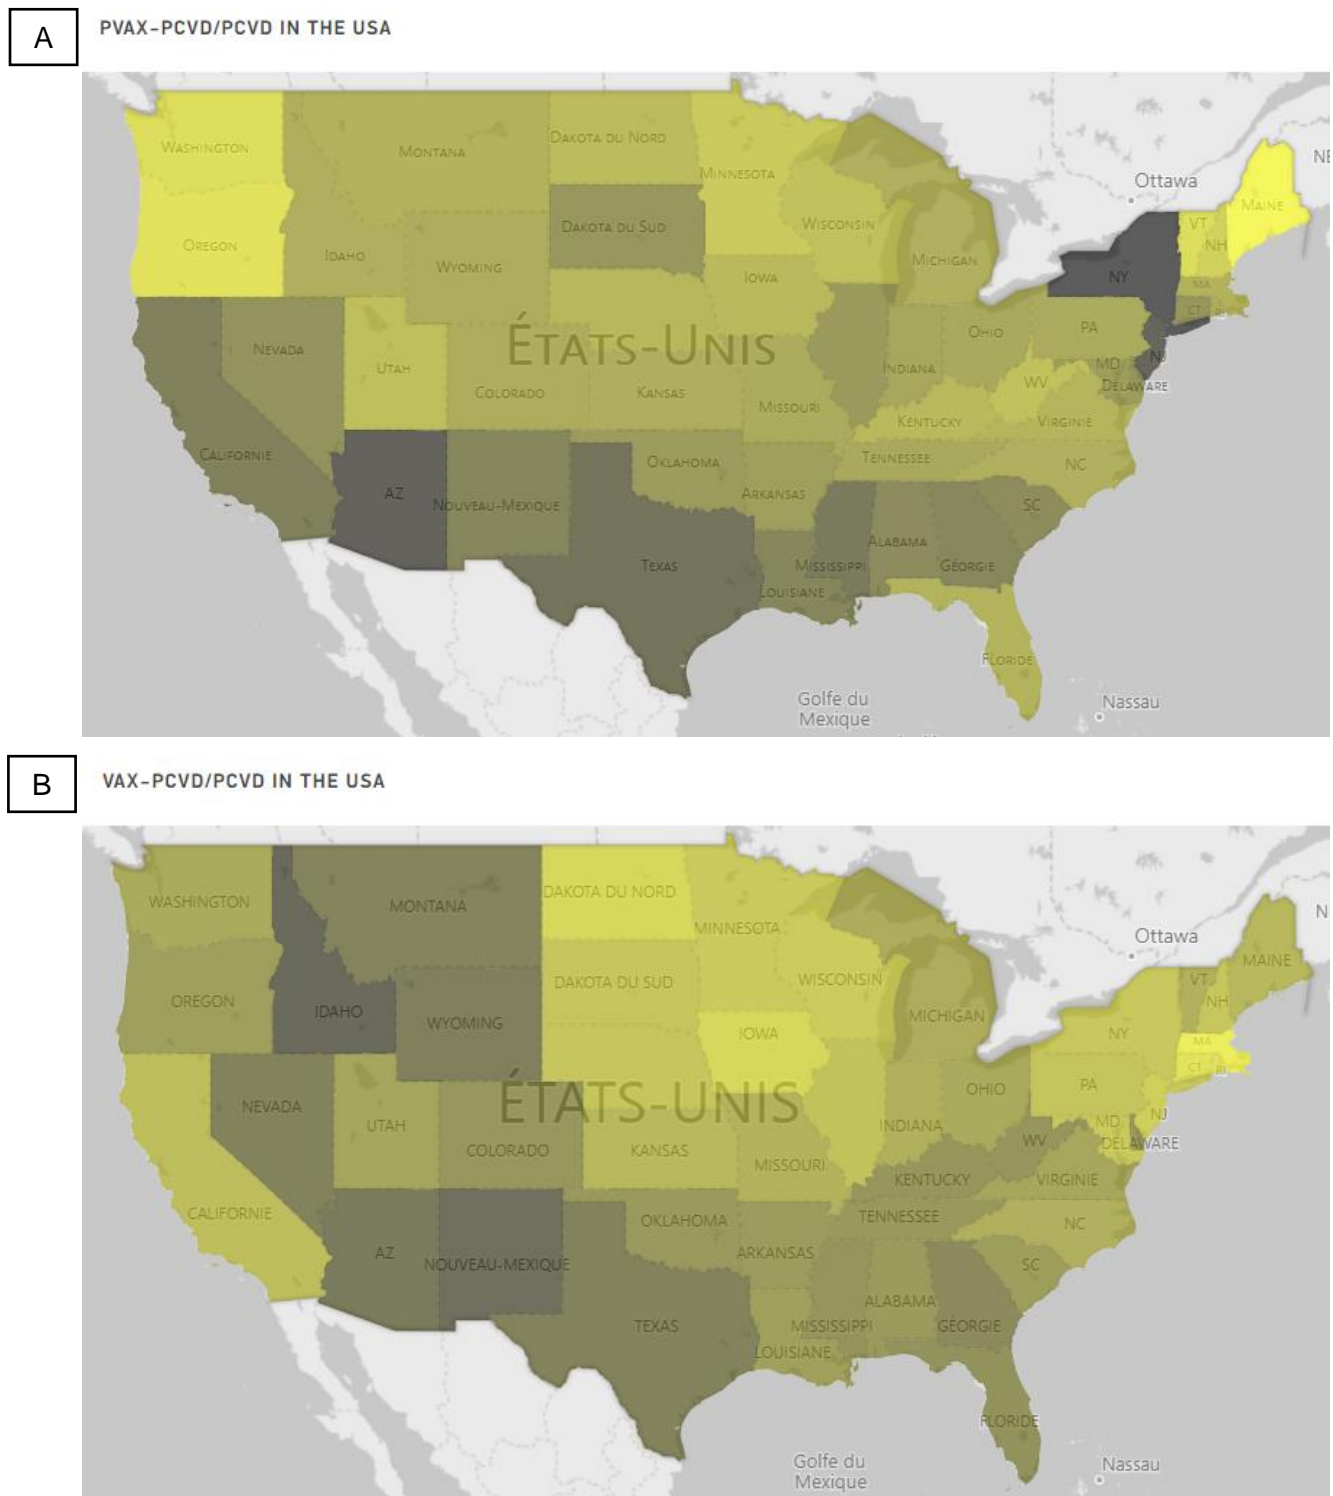 A
PVAX-PCVD/PCVD IN THE USA
WASHINGTON
MONTANA
DAKOTA DU NORD
MINNESOTA
Ottawa
NE
OREGON
IDAHO
WYOMING
DAKOTA DU SUD
WISCONSIN
MICHIGAN
IOWA
NY
VT
NH
MAINE
MA
CT
RI
NEVADA
UTAH
COLORADO
ÉTATS-UNIS
KANSAS
MISSOURI
INDIANA
OHIO
PA
NJ
MD
DELAWARE
WV
KENTUCKY
VIRGINIE
CALIFORNIE
AZ
NOUVEAU-MEXIQUE
OKLAHOMA
ARKANSAS
TENNESSEE
NC
SC
TEXAS
LOUISIANE
MISSISSIPPI
ALABAMA
GÉORGIE
FLORIDE
Golfe du
Mexique
Nassau
B
VAX-PCVD/PCVD IN THE USA
WASHINGTON
MONTANA
DAKOTA DU NORD
MINNESOTA
Ottawa
N
OREGON
IDAHO
WYOMING
DAKOTA DU SUD
WISCONSIN
MICHIGAN
IOWA
NY
VT
NH
MAINE
MA
CT
RI
NEVADA
UTAH
COLORADO
ÉTATS-UNIS
KANSAS
MISSOURI
INDIANA
OHIO
PA
NJ
MD
DELAWARE
WV
KENTUCKY
VIRGINIE
CALIFORNIE
AZ
NOUVEAU-MEXIQUE
OKLAHOMA
ARKANSAS
TENNESSEE
NC
SC
TEXAS
LOUISIANE
MISSISSIPPI
ALABAMA
GÉORGIE
FLORIDE
Golfe du
Mexique
Nassau